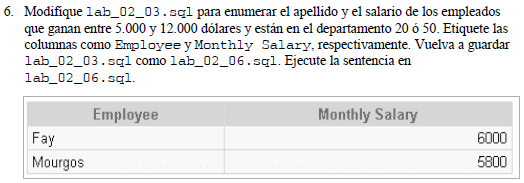 6. Modifique lab_02_03.sql para enumerar el apellido y el salario de los empleados
que ganan entre 5.000 y 12.000 dólares y están en el departamento 20 ó 50. Etiquete las
columnas como Employee y Monthly Salary, respectivamente. Vuelva a guardar
lab_02_03.sql como lab_02_06.sql. Ejecute la sentencia en
lab_02_06.sql.
Employee Monthly Salary
Fay 6000
Mourgos 5800